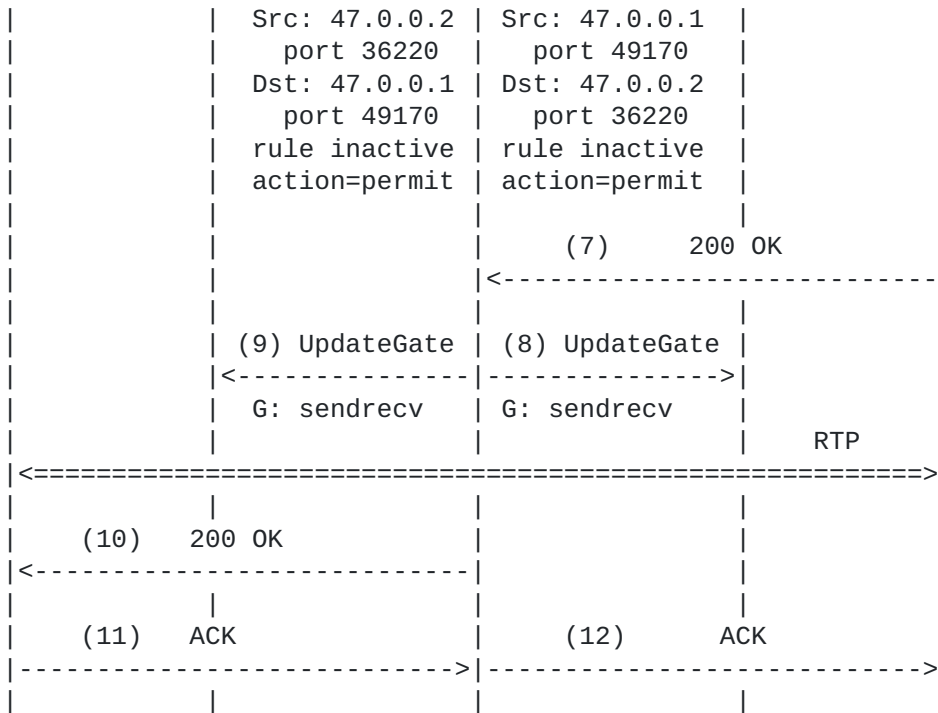 |            |  Src: 47.0.0.2 | Src: 47.0.0.1  |
|            |    port 36220  |   port 49170   |
|            |  Dst: 47.0.0.1 | Dst: 47.0.0.2  |
|            |    port 49170  |   port 36220   |
|            |  rule inactive | rule inactive  |
|            |  action=permit | action=permit  |
|            |                |                |
|            |                |     (7)     200 OK
|            |                |<----------------------------
|            |                |                |
|            | (9) UpdateGate | (8) UpdateGate |
|            |<---------------|--------------->|
|            |  G: sendrecv   | G: sendrecv    |
|            |                |                |    RTP
|<=========================================================>
|            |                |                |
|    (10)   200 OK            |                |
|<----------------------------|                |
|            |                |                |
|    (11)   ACK               |     (12)      ACK
|---------------------------->|---------------------------->
|            |                |                |